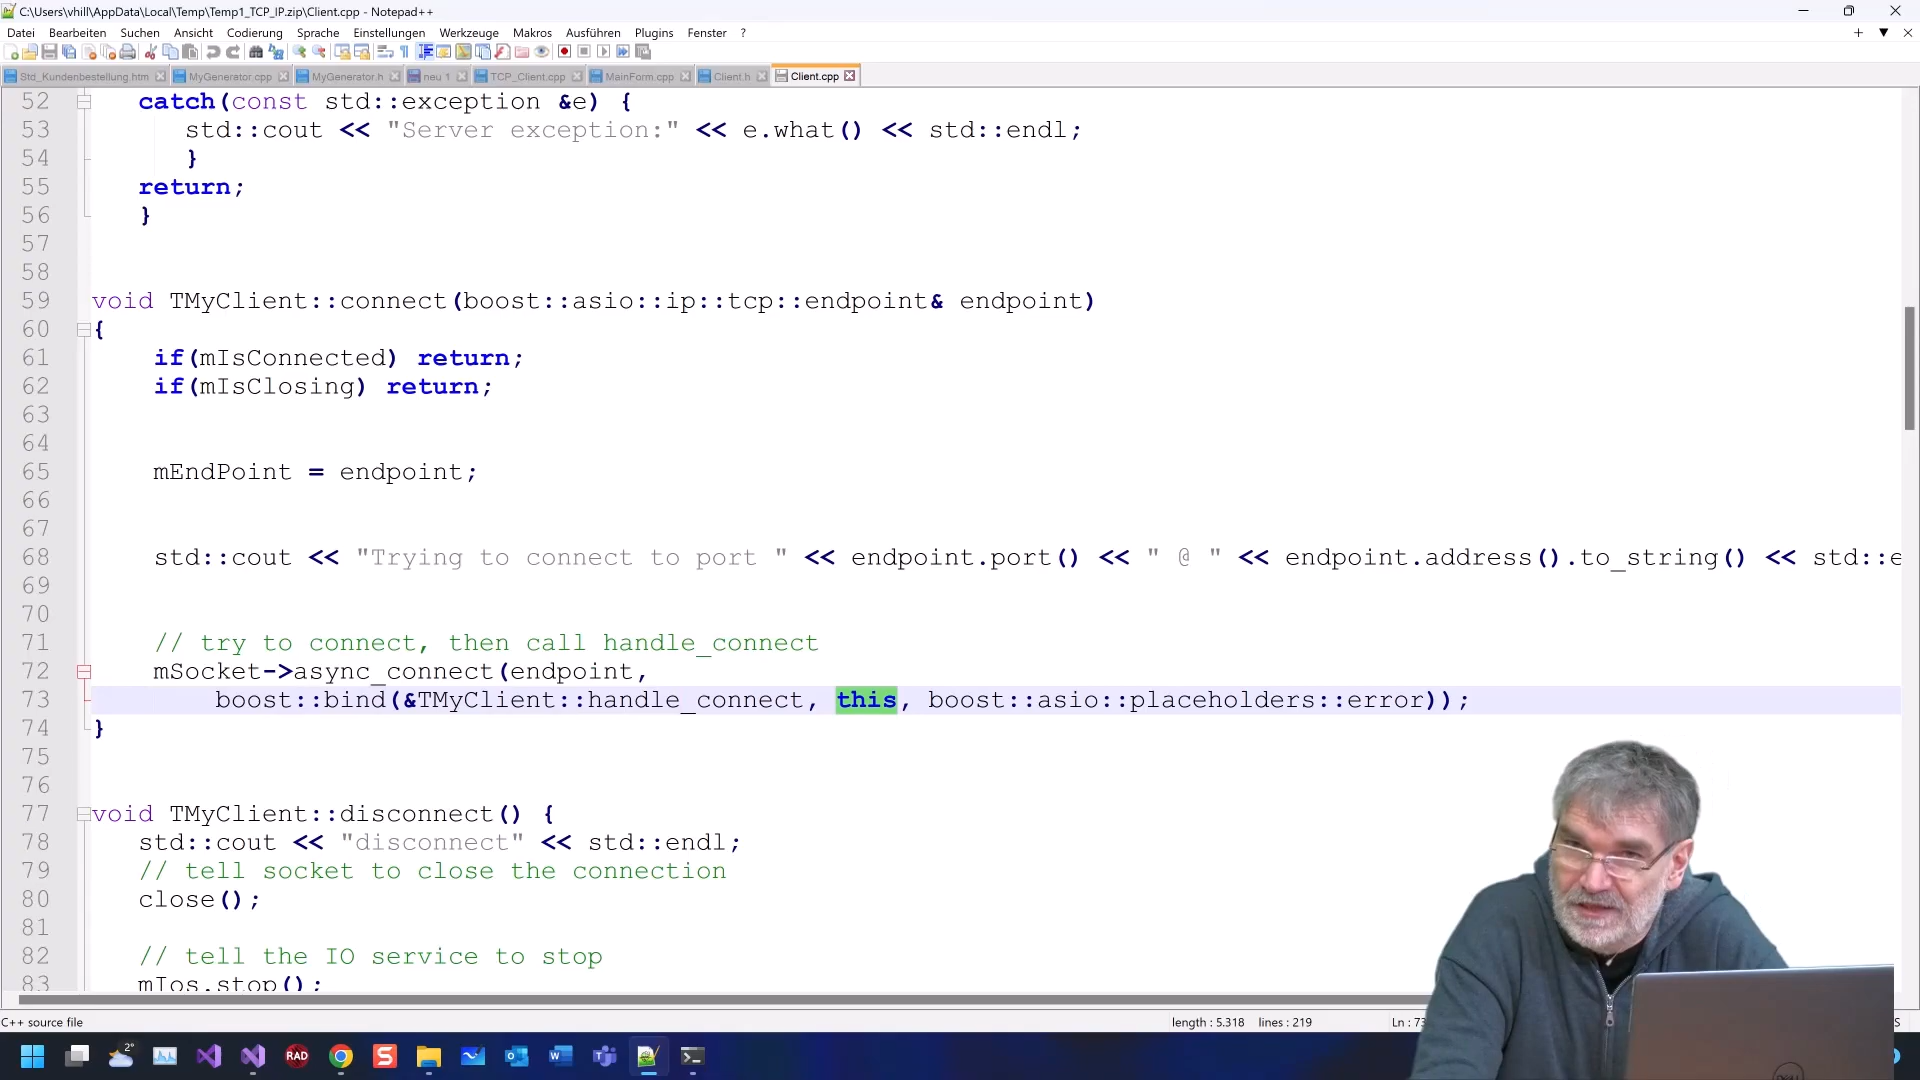 C:\Users\vhill\AppData\Local\Temp\Temp1_TCP_IP.zip\Client.cpp - Notepad++
Datei Bearbeiten Suchen Ansicht Codierung Sprache Einstellungen Werkzeuge Makros Ausführen Plugins Fenster ?
Std_Kundenbestellung.htm MyGenerator.cpp MyGenerator.h neu 1 TCP_Client.cpp MainForm.cpp Client.h Client.cpp
52 catch(const std::exception &e) {
53 std::cout << "Server exception:" << e.what() << std::endl;
54 }
55 return;
56 }
57
58
59 void TMyClient::connect(boost::asio::ip::tcp::endpoint& endpoint)
60 {
61 if(mIsConnected) return;
62 if(mIsClosing) return;
63
64
65 mEndPoint = endpoint;
66
67
68 std::cout << "Trying to connect to port " << endpoint.port() << " @ " << endpoint.address().to_string() << std::e
69
70
71 // try to connect, then call handle_connect
72 mSocket->async_connect(endpoint,
73 boost::bind(&TMyClient::handle_connect, this, boost::asio::placeholders::error));
74 }
75
76
77 void TMyClient::disconnect() {
78 std::cout << "disconnect" << std::endl;
79 // tell socket to close the connection
80 close();
81
82 // tell the IO service to stop
83 mIos.stop();
C++ source file length : 5.318 lines : 219 Ln : 73
2°
RAD
DELL